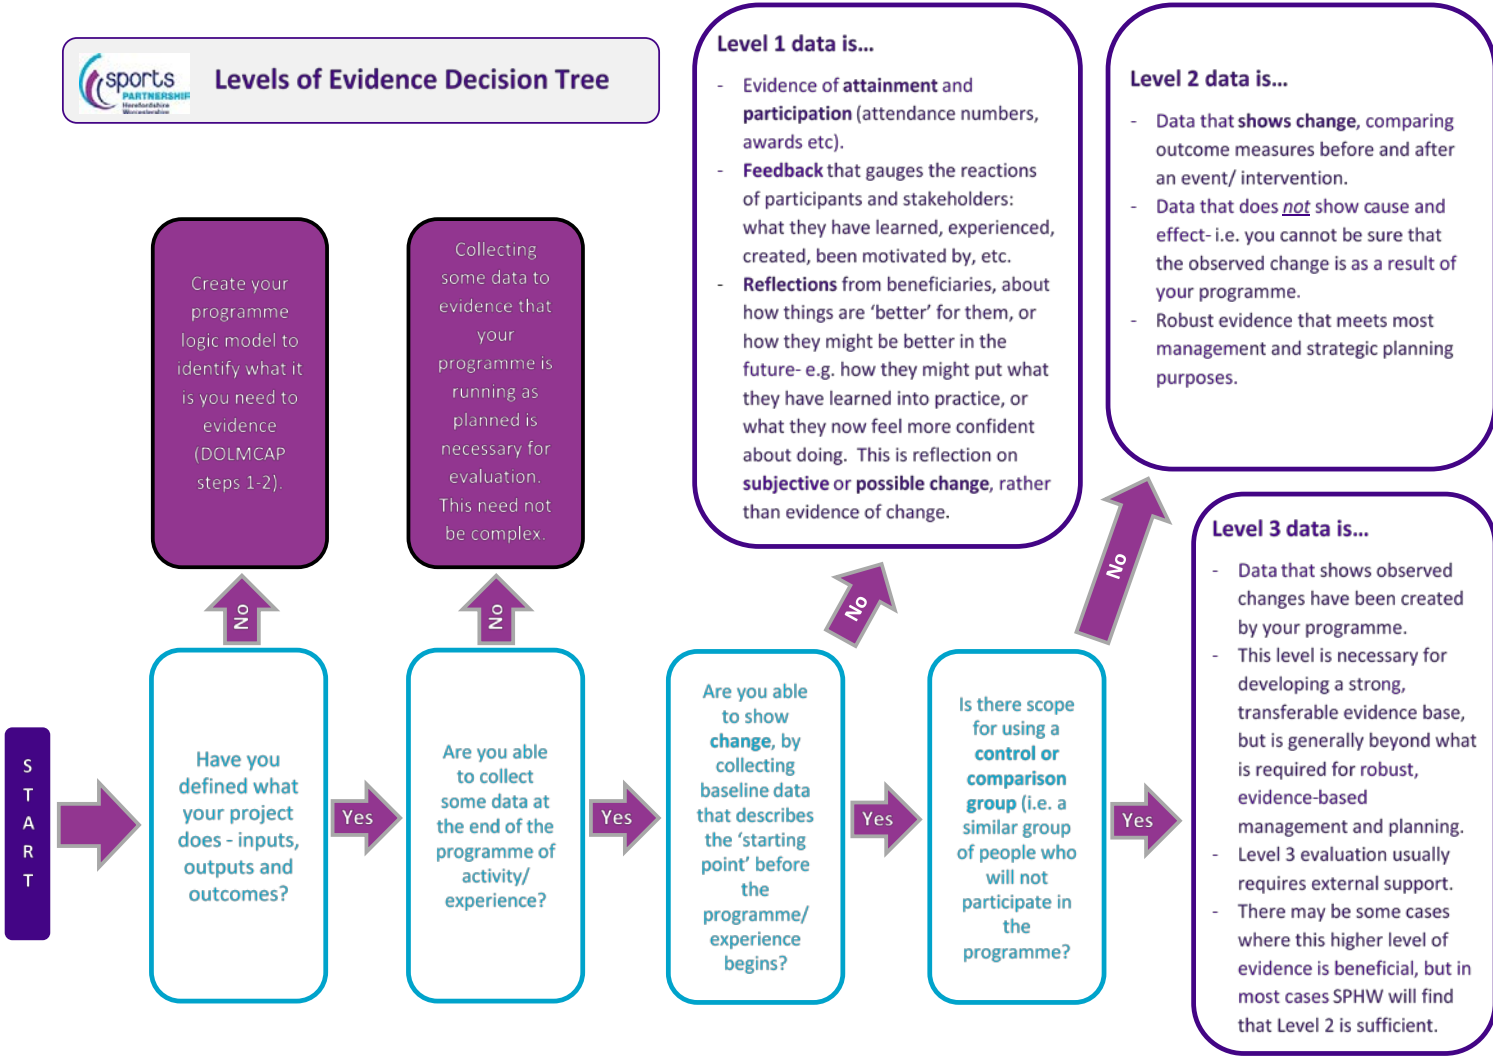 sports
PARTNERSHIP
Herefordshire
Worcestershire
Levels of Evidence Decision Tree
Level 1 data is...
- Evidence of attainment and
participation (attendance numbers,
awards etc).
- Feedback that gauges the reactions
of participants and stakeholders:
what they have learned, experienced,
created, been motivated by, etc.
- Reflections from beneficiaries, about
how things are ‘better’ for them, or
how they might be better in the
future- e.g. how they might put what
they have learned into practice, or
what they now feel more confident
about doing. This is reflection on
subjective or possible change, rather
than evidence of change.
Level 2 data is...
- Data that shows change, comparing
outcome measures before and after
an event/ intervention.
- Data that does not show cause and
effect- i.e. you cannot be sure that
the observed change is as a result of
your programme.
- Robust evidence that meets most
management and strategic planning
purposes.
Create your
programme
logic model to
identify what it
is you need to
evidence
(DOLMCAP
steps 1-2).
Collecting
some data to
evidence that
your
programme is
running as
planned is
necessary for
evaluation.
This need not
be complex.
Level 3 data is...
- Data that shows observed
changes have been created
by your programme.
- This level is necessary for
developing a strong,
transferable evidence base,
but is generally beyond what
is required for robust,
evidence-based
management and planning.
- Level 3 evaluation usually
requires external support.
- There may be some cases
where this higher level of
evidence is beneficial, but in
most cases SPHW will find
that Level 2 is sufficient.
No
No
No
No
START
Have you
defined what
your project
does - inputs,
outputs and
outcomes?
Yes
Are you able
to collect
some data at
the end of the
programme of
activity/
experience?
Yes
Are you able
to show
change, by
collecting
baseline data
that describes
the ‘starting
point’ before
the
programme/
experience
begins?
Yes
Is there scope
for using a
control or
comparison
group (i.e. a
similar group
of people who
will not
participate in
the
programme?
Yes